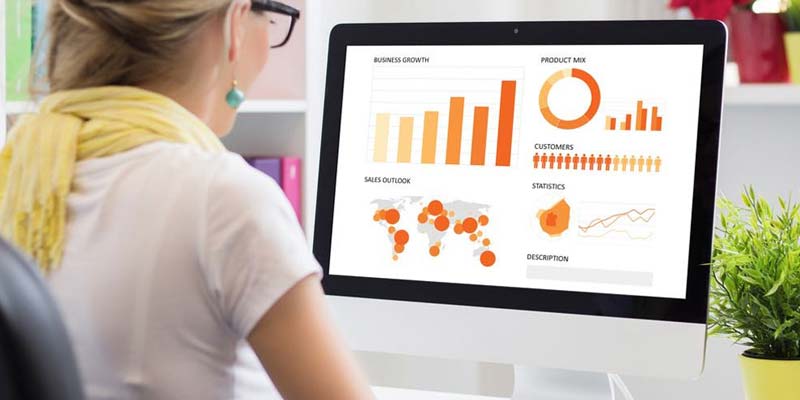 BUSINESS GROWTH
PRODUCT MIX
CUSTOMERS
SALES OUTLOOK
STATISTICS
DESCRIPTION